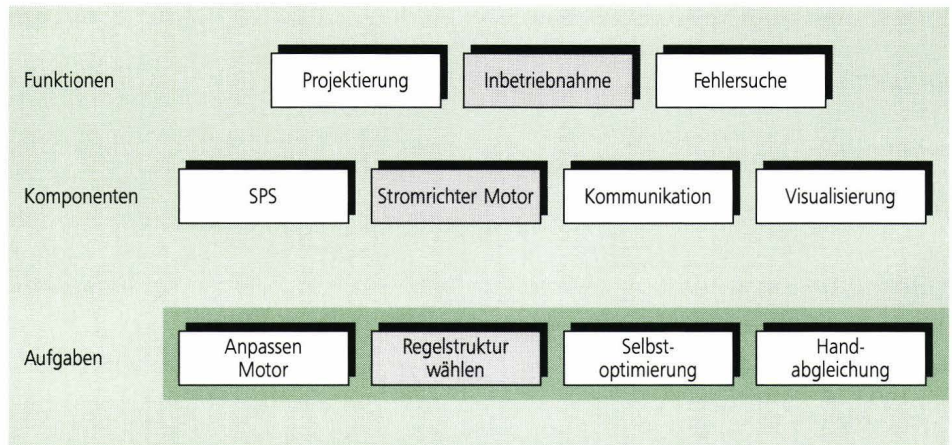 Funktionen
Projektierung
Inbetriebnahme
Fehlersuche
Komponenten
SPS
Stromrichter Motor
Kommunikation
Visualisierung
Aufgaben
Anpassen
Motor
Regelstruktur
wählen
Selbst-
optimierung
Hand-
abgleichung